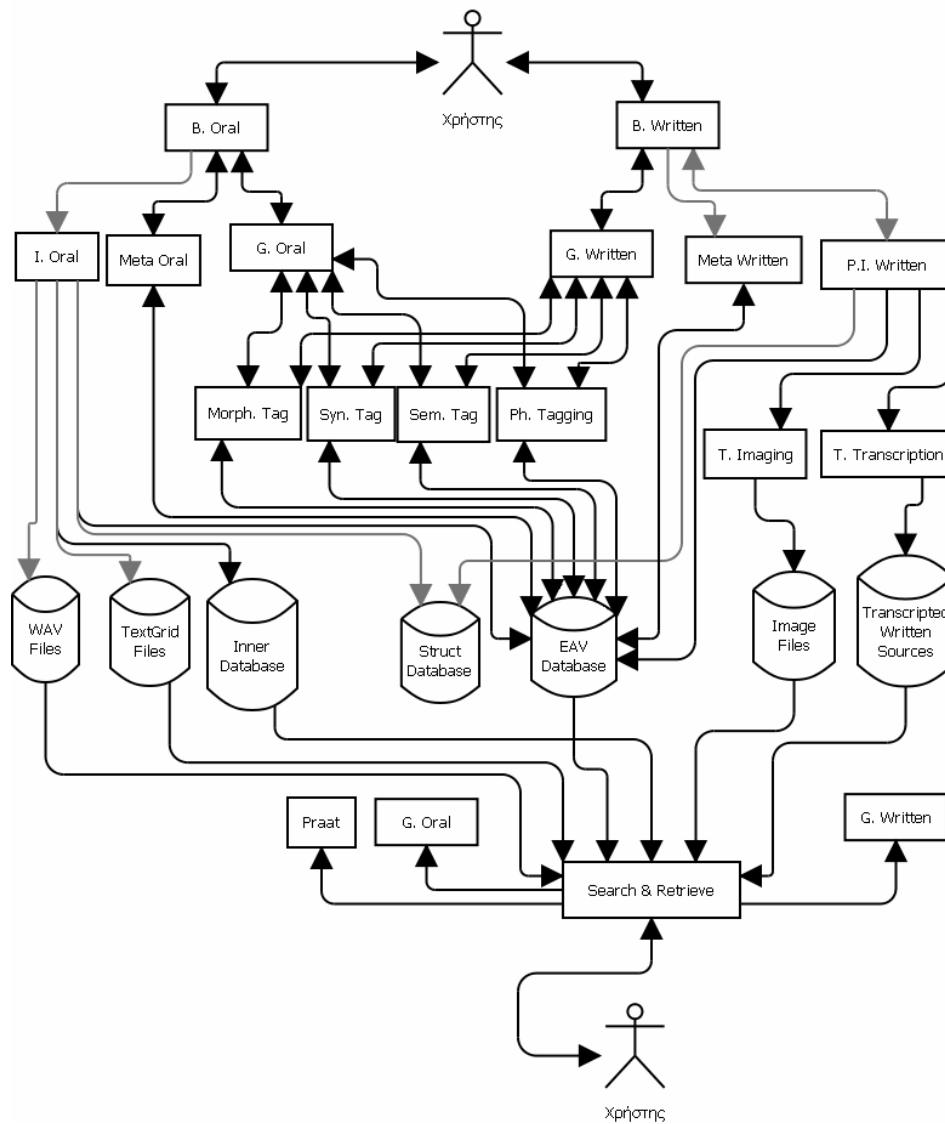 Χρήστης
B. Oral
B. Written
I. Oral
Meta Oral
G. Oral
G. Written
Meta Written
P.I. Written
Morph. Tag
Syn. Tag
Sem. Tag
Ph. Tagging
T. Imaging
T. Transcription
WAV
Files
TextGrid
Files
Inner
Database
Struct
Database
EAV
Database
Image
Files
Transcripted
Written
Sources
Praat
G. Oral
G. Written
Search & Retrieve
Χρήστης